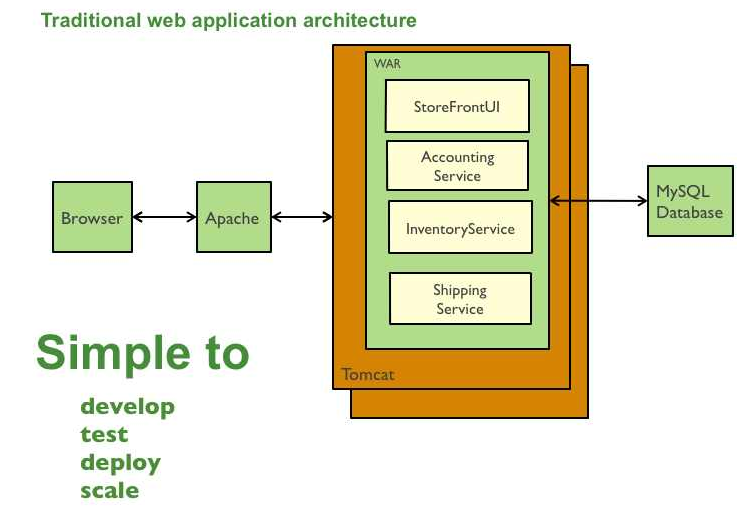 Traditional web application architecture
WAR
StoreFrontUI
Accounting
Service
InventoryService
Shipping
Service
Tomcat
Browser
Apache
MySQL
Database
Simple to
develop
test
deploy
scale